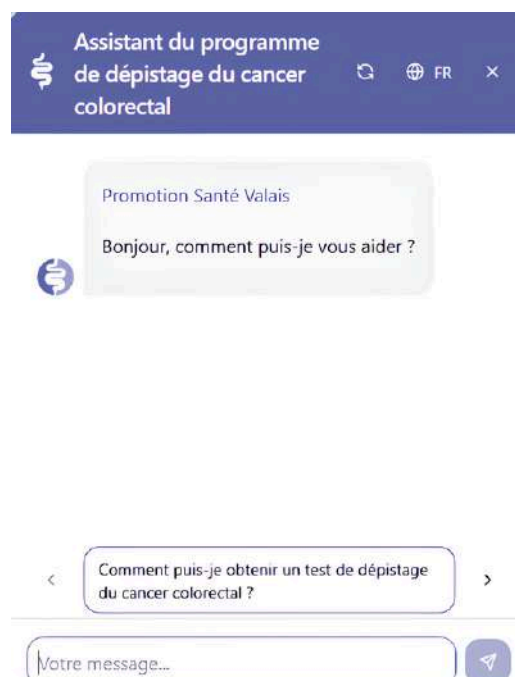 Assistant du programme
de dépistage du cancer
colorectal
FR
Promotion Santé Valais
Bonjour, comment puis-je vous aider ?
Comment puis-je obtenir un test de dépistage
du cancer colorectal ?
Votre message...